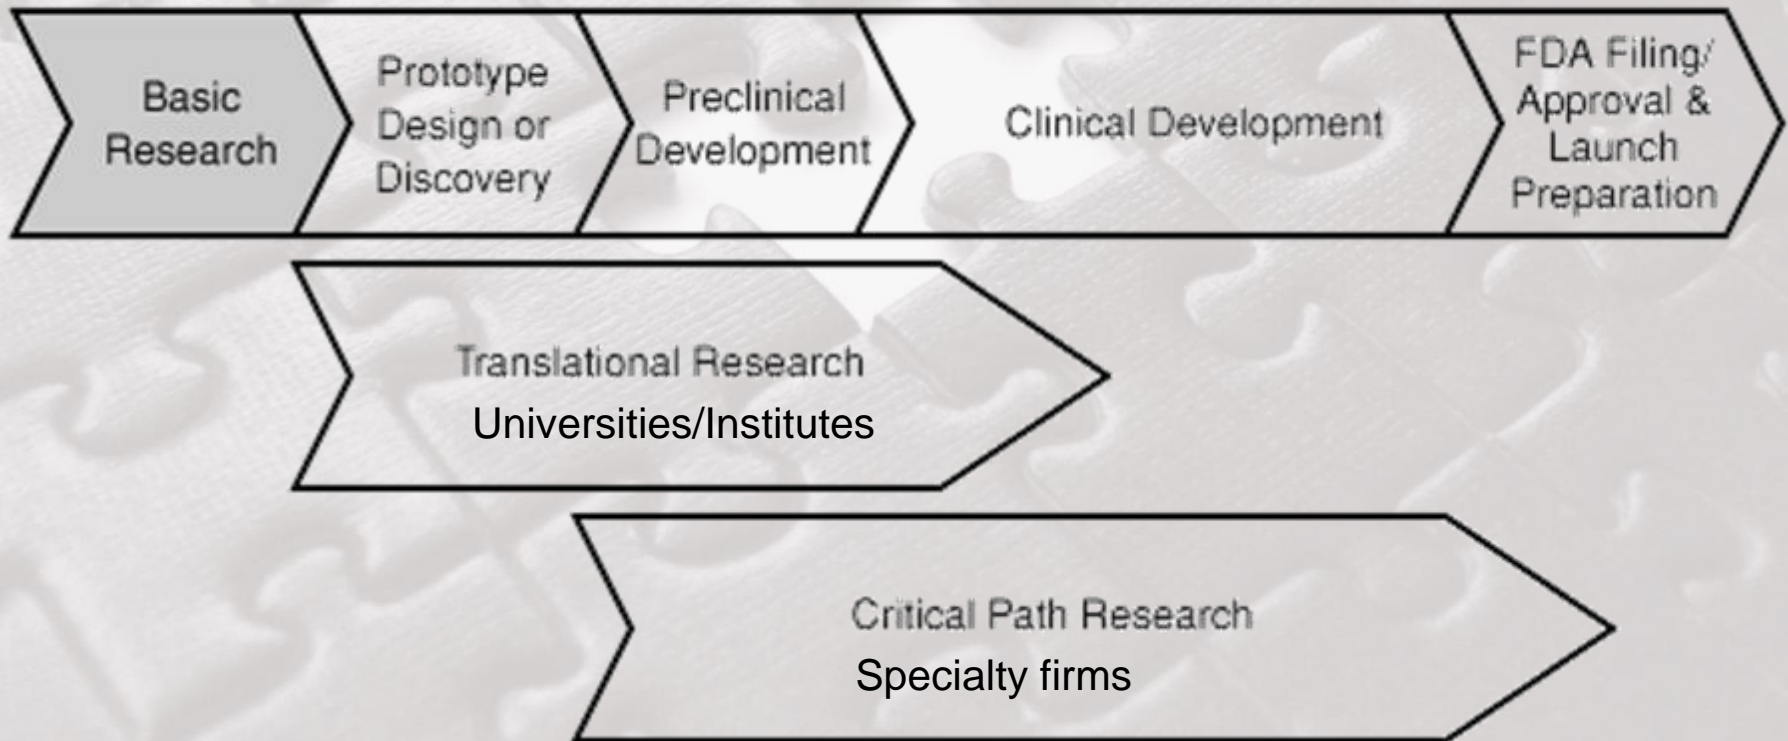 Basic
Research
Prototype
Design or
Discovery
Preclinical
Development
Clinical Development
FDA Filing/
Approval &
Launch
Preparation
Translational Research
Universities/Institutes
Critical Path Research
Specialty firms